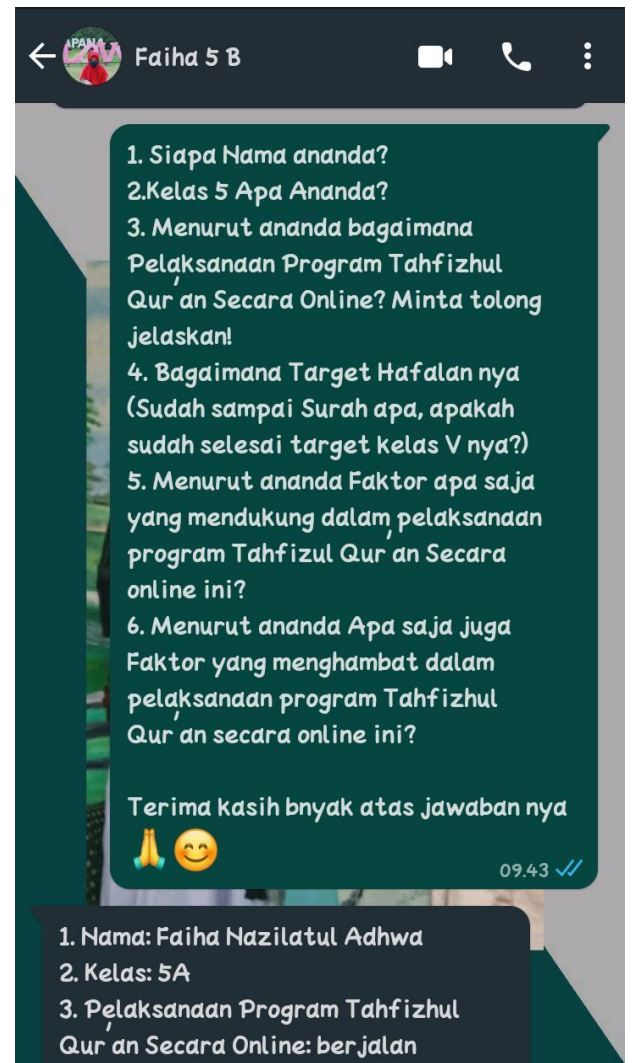 Faiha 5 B
1. Siapa Nama ananda?
2.Kelas 5 Apa Ananda?
3. Menurut ananda bagaimana
Pelaksanaan Program Tahfizhul
Qur'an Secara Online? Minta tolong
jelaskan!
4. Bagaimana Target Hafalan nya
(Sudah sampai Surah apa, apakah
sudah selesai target kelas V nya?)
5. Menurut ananda Faktor apa saja
yang mendukung dalam pelaksanaan
program Tahfizul Qur'an Secara
online ini?
6. Menurut ananda Apa saja juga
Faktor yang menghambat dalam
pelaksanaan program Tahfizhul
Qur'an secara online ini?
Terima kasih bnyak atas jawaban nya
🙏😊
09.43
1. Nama: Faiha Nazilatul Adhwa
2. Kelas: 5A
3. Pelaksanaan Program Tahfizhul
Qur'an Secara Online: berjalan